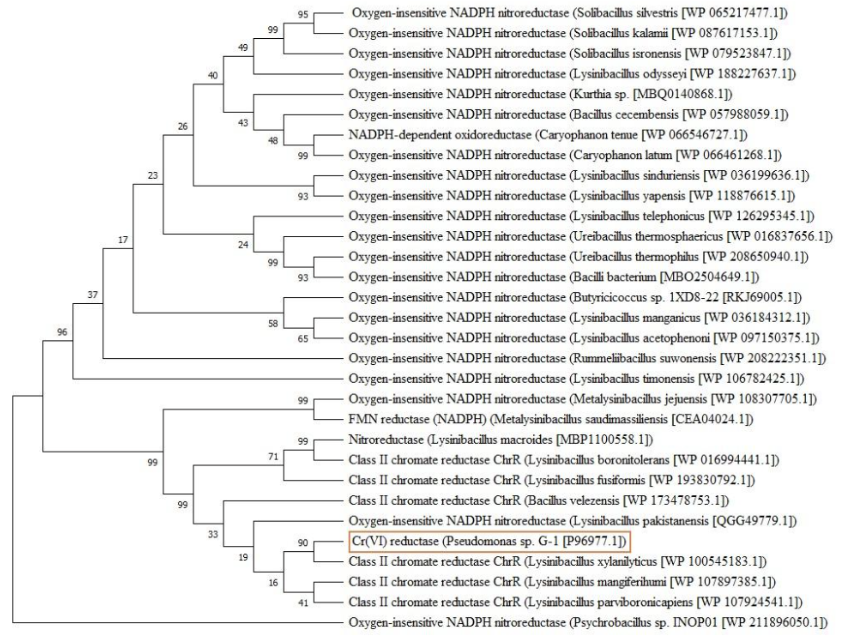 Oxygen-insensitive NADPH nitroreductase (Solibacillus silvestris [WP 065217477.1])
Oxygen-insensitive NADPH nitroreductase (Solibacillus kalamii [WP 087617153.1])
Oxygen-insensitive NADPH nitroreductase (Solibacillus isronensis [WP 079523847.1])
Oxygen-insensitive NADPH nitroreductase (Lysinibacillus odysseyi [WP 188227637.1])
Oxygen-insensitive NADPH nitroreductase (Kurthia sp. [MBQ0140868.1])
Oxygen-insensitive NADPH nitroreductase (Bacillus cecembensis [WP 057988059.1])
NADPH-dependent oxidoreductase (Caryophanon tenue [WP 066546727.1])
Oxygen-insensitive NADPH nitroreductase (Caryophanon latum [WP 066461268.1])
Oxygen-insensitive NADPH nitroreductase (Lysinibacillus sinduriensis [WP 036199636.1])
Oxygen-insensitive NADPH nitroreductase (Lysinibacillus yapensis [WP 118876615.1])
Oxygen-insensitive NADPH nitroreductase (Lysinibacillus telephonicus [WP 126295345.1])
Oxygen-insensitive NADPH nitroreductase (Ureibacillus thermosphaericus [WP 016837656.1])
Oxygen-insensitive NADPH nitroreductase (Ureibacillus thermophilus [WP 208650940.1])
Oxygen-insensitive NADPH nitroreductase (Bacilli bacterium [MBO2504649.1])
Oxygen-insensitive NADPH nitroreductase (Butyricicoccus sp. 1XD8-22 [RKJ69005.1])
Oxygen-insensitive NADPH nitroreductase (Lysinibacillus manganicus [WP 036184312.1])
Oxygen-insensitive NADPH nitroreductase (Lysinibacillus acetophenoni [WP 097150375.1])
Oxygen-insensitive NADPH nitroreductase (Rummeliibacillus suwonensis [WP 208222351.1])
Oxygen-insensitive NADPH nitroreductase (Lysinibacillus timonensis [WP 106782425.1])
Oxygen-insensitive NADPH nitroreductase (Metalysinibacillus jejuensis [WP 108307705.1])
FMN reductase (NADPH) (Metalysinibacillus saudimassiliensis [CEA04024.1])
Nitroreductase (Lysinibacillus macroides [MBP1100558.1])
Class II chromate reductase ChrR (Lysinibacillus boronitolerans [WP 016994441.1])
Class II chromate reductase ChrR (Lysinibacillus fusiformis [WP 193830792.1])
Class II chromate reductase ChrR (Bacillus velezensis [WP 173478753.1])
Oxygen-insensitive NADPH nitroreductase (Lysinibacillus pakistanensis [QGG49779.1])
Cr(VI) reductase (Pseudomonas sp. G-1 [P96977.1])
Class II chromate reductase ChrR (Lysinibacillus xylanilyticus [WP 100545183.1])
Class II chromate reductase ChrR (Lysinibacillus mangiferihumi [WP 107897385.1])
Class II chromate reductase ChrR (Lysinibacillus parviboronicapiens [WP 107924541.1])
Oxygen-insensitive NADPH nitroreductase (Psychrobacillus sp. INOP01 [WP 211896050.1])
95
99
49
40
43
48
99
26
93
23
24
99
93
17
58
65
37
96
99
99
99
71
99
33
19
90
16
41